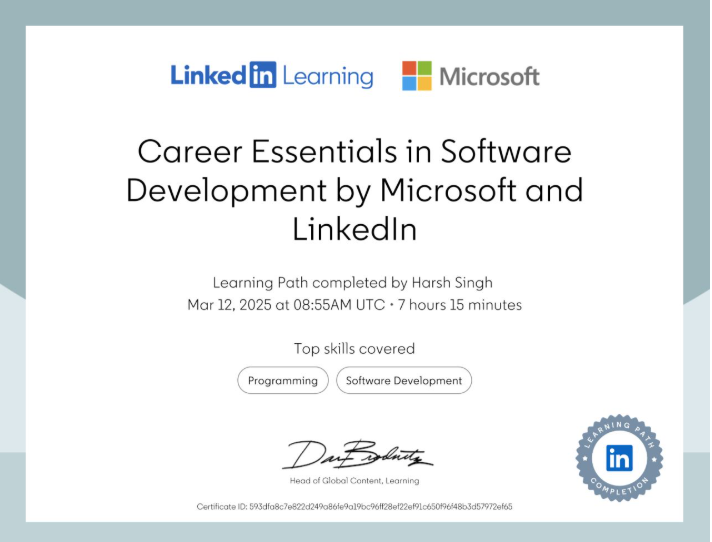 Linked in Learning Microsoft
Career Essentials in Software
Development by Microsoft and
LinkedIn
Learning Path completed by Harsh Singh
Mar 12, 2025 at 08:55AM UTC • 7 hours 15 minutes
Top skills covered
Programming Software Development
Head of Global Content, Learning
LEARNING PATH
in
COMPLETION
Certificate ID: 593dfa8c7e822d249a86fe9a19bc96ff28ef22ef91c650f96f48b3d57972ef65